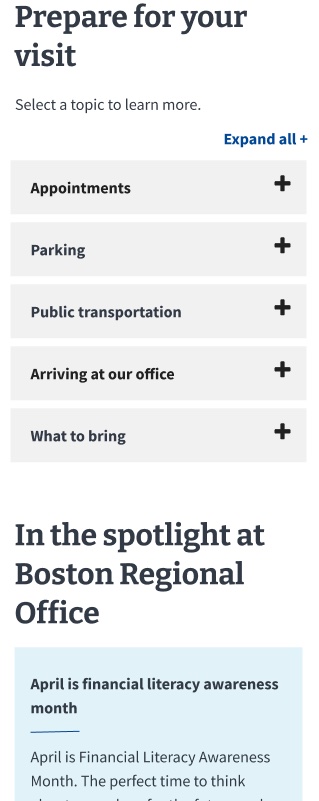 Prepare for your
visit
Select a topic to learn more.
Expand all +
Appointments
Parking
Public transportation
Arriving at our office
What to bring
In the spotlight at
Boston Regional
Office
April is financial literacy awareness
month
April is Financial Literacy Awareness
Month. The perfect time to think